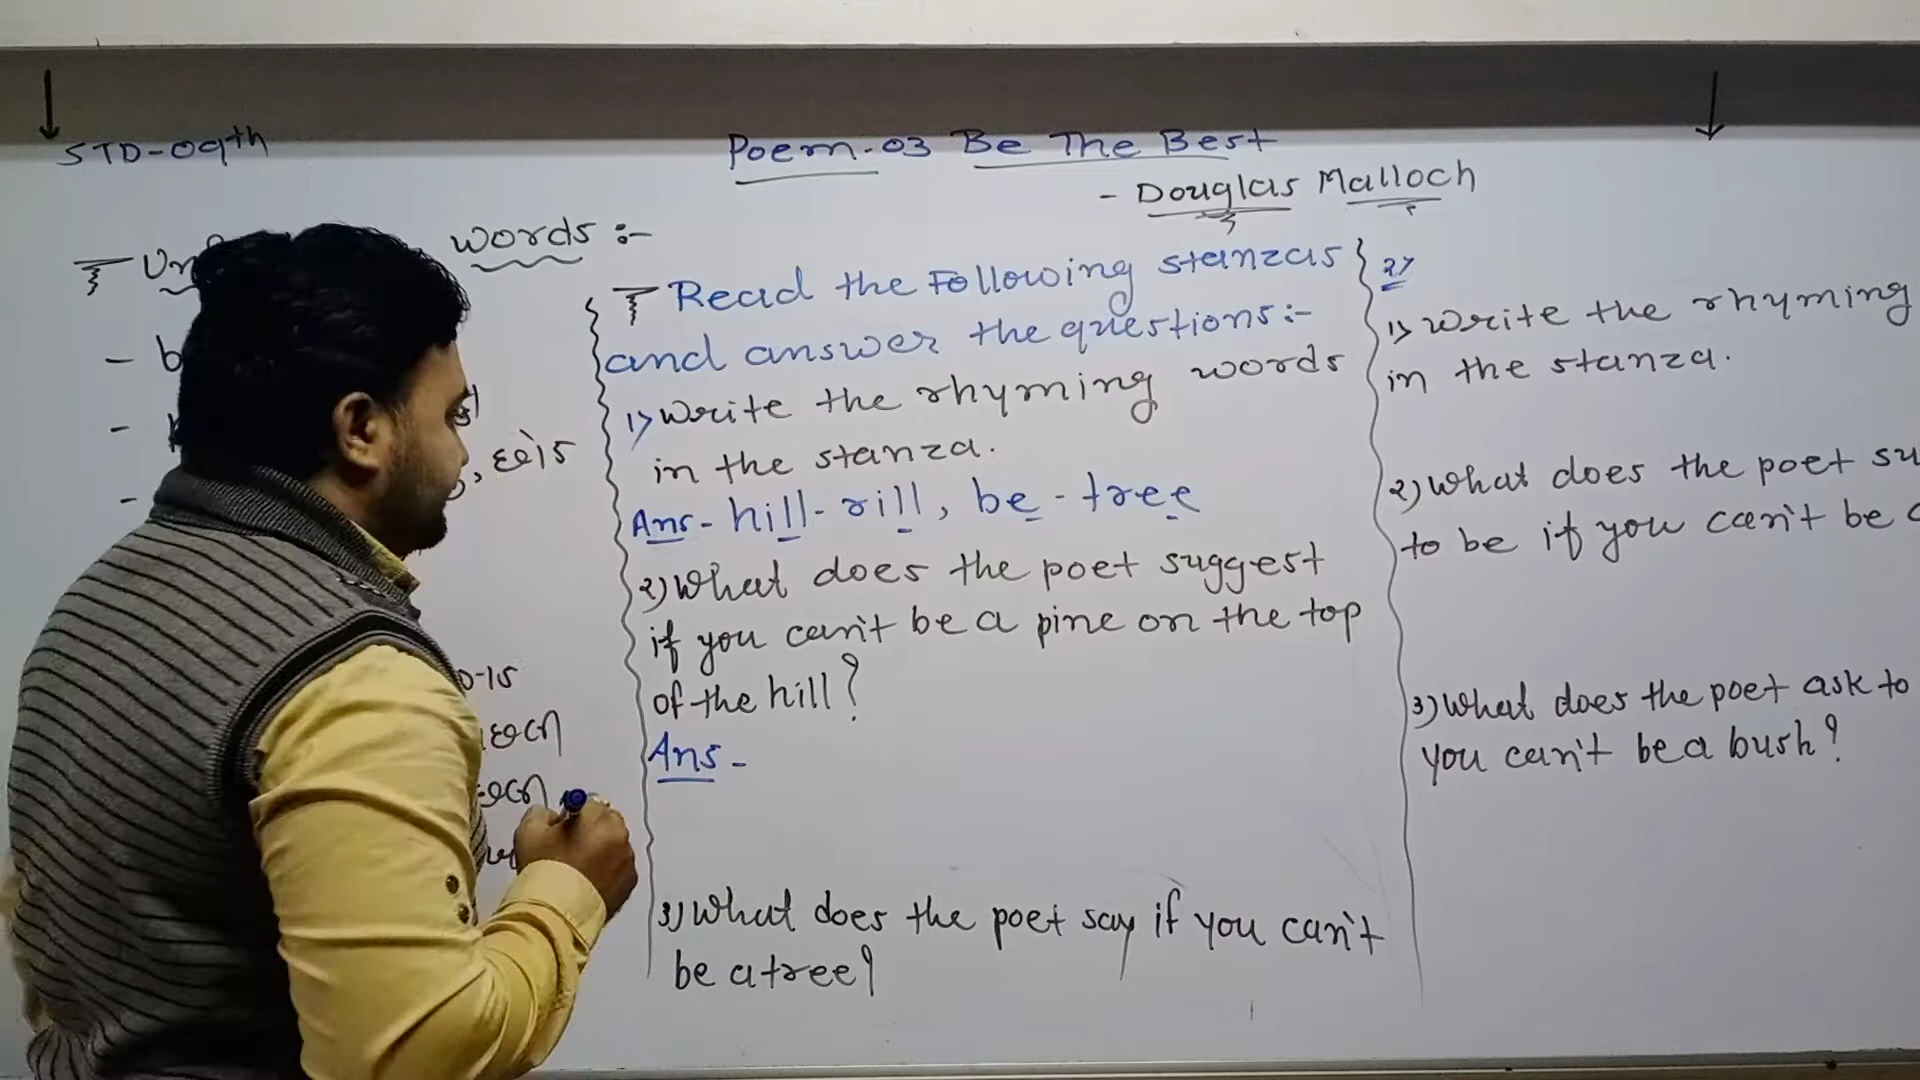 STD-09th
Poem-03 Be The Best
- Douglas Malloch
words :-
Read the Following stanzas
and answer the questions:-
1) Write the rhyming words
in the stanza.
Ans- hill-rill, be-tree
2) What does the poet suggest
if you can't be a pine on the top
of the hill?
Ans-
3) What does the poet say if you can't
be a tree?
2)
1) Write the rhyming
in the stanza.
2) What does the poet su
to be if you can't be a
3) What does the poet ask to
you can't be a bush?